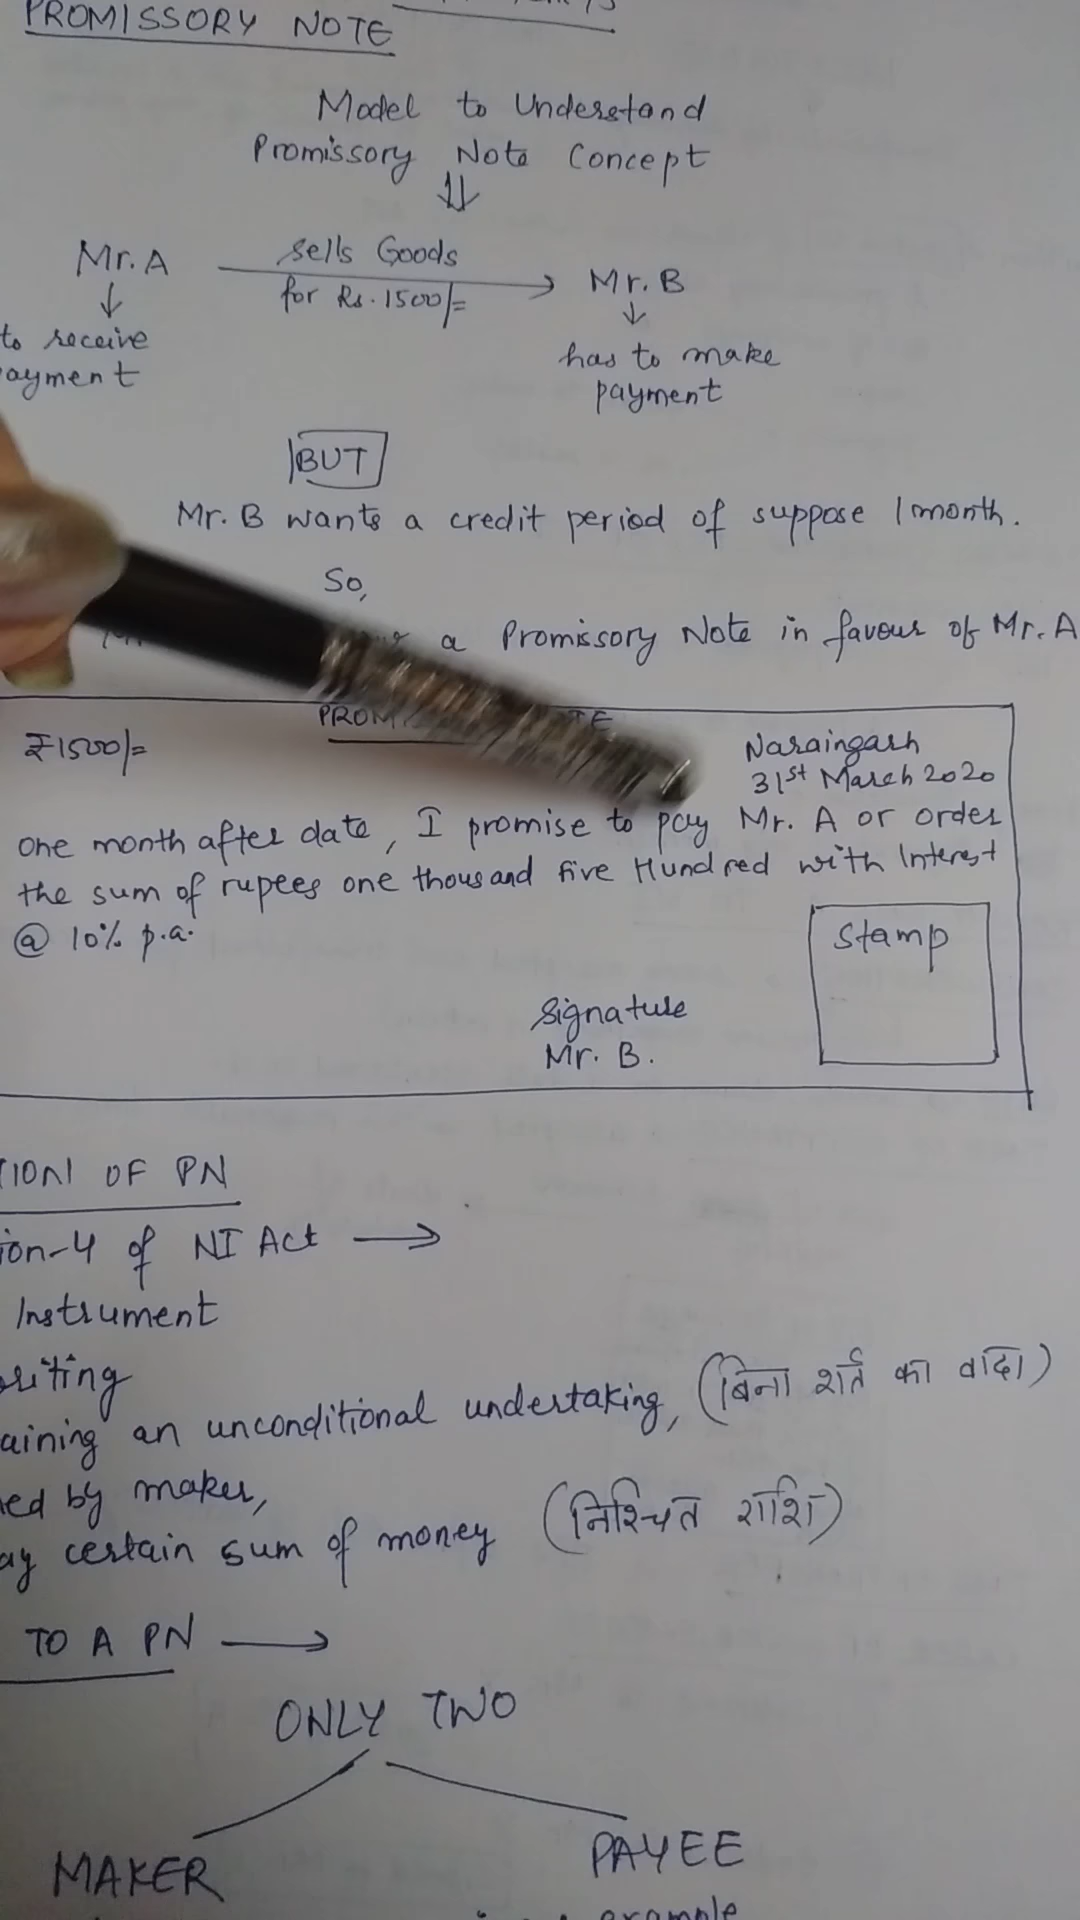 PROMISSORY NOTE
Model to Understand
Promissory Note Concept
Mr. A
sells Goods
for Rs. 1500/=
Mr. B
to receive
ayment
has to make
payment
BUT
Mr. B wants a credit period of suppose 1 month.
So,
a Promissory Note in favour of Mr. A
₹1500/=
Naraingarh
31st March 2020
One month after date, I promise to pay Mr. A or order
the sum of rupees one thousand five Hundred with Interest
@ 10% p.a.
Stamp
Signature
Mr. B.
TION OF PN
ion-4 of NI Act →
Instrument
riting
aining an unconditional undertaking, (बिना शर्त का वादा)
ed by maker,
ay certain sum of money (निश्चित राशि)
TO A PN →
ONLY TWO
MAKER
PAYEE
example